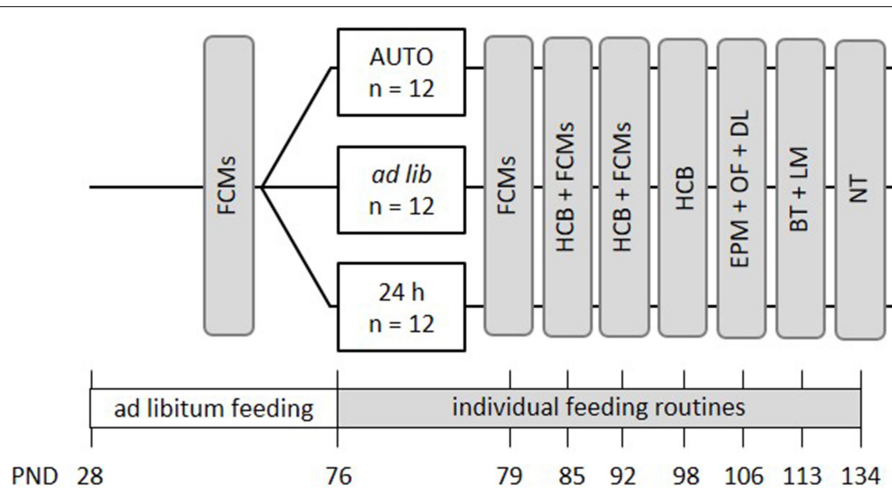 FCMs
AUTO
n = 12
ad lib
n = 12
24 h
n = 12
FCMs
HCB + FCMs
HCB + FCMs
HCB
EPM + OF + DL
BT + LM
NT
ad libitum feeding
individual feeding routines
PND 28 76 79 85 92 98 106 113 134